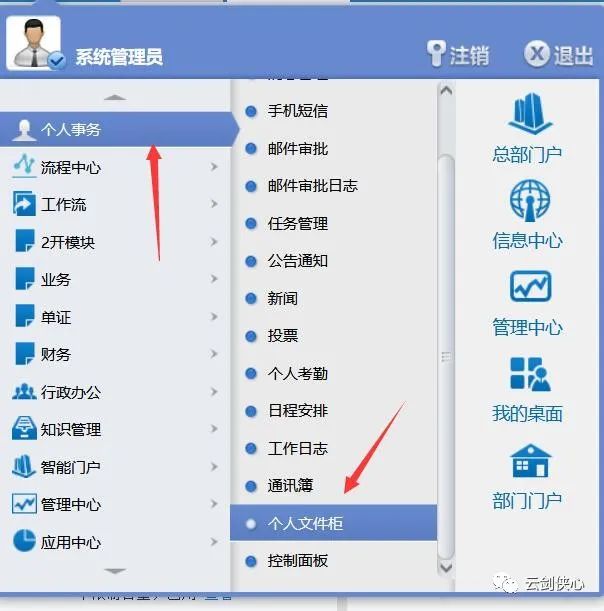 系统管理员
注销
退出
个人事务
流程中心
工作流
2开模块
业务
单证
财务
行政办公
知识管理
智能门户
管理中心
应用中心
手机短信
邮件审批
邮件审批日志
任务管理
公告通知
新闻
投票
个人考勤
日程安排
工作日志
通讯簿
个人文件柜
控制面板
总部门户
信息中心
管理中心
我的桌面
部门门户
云剑侠心